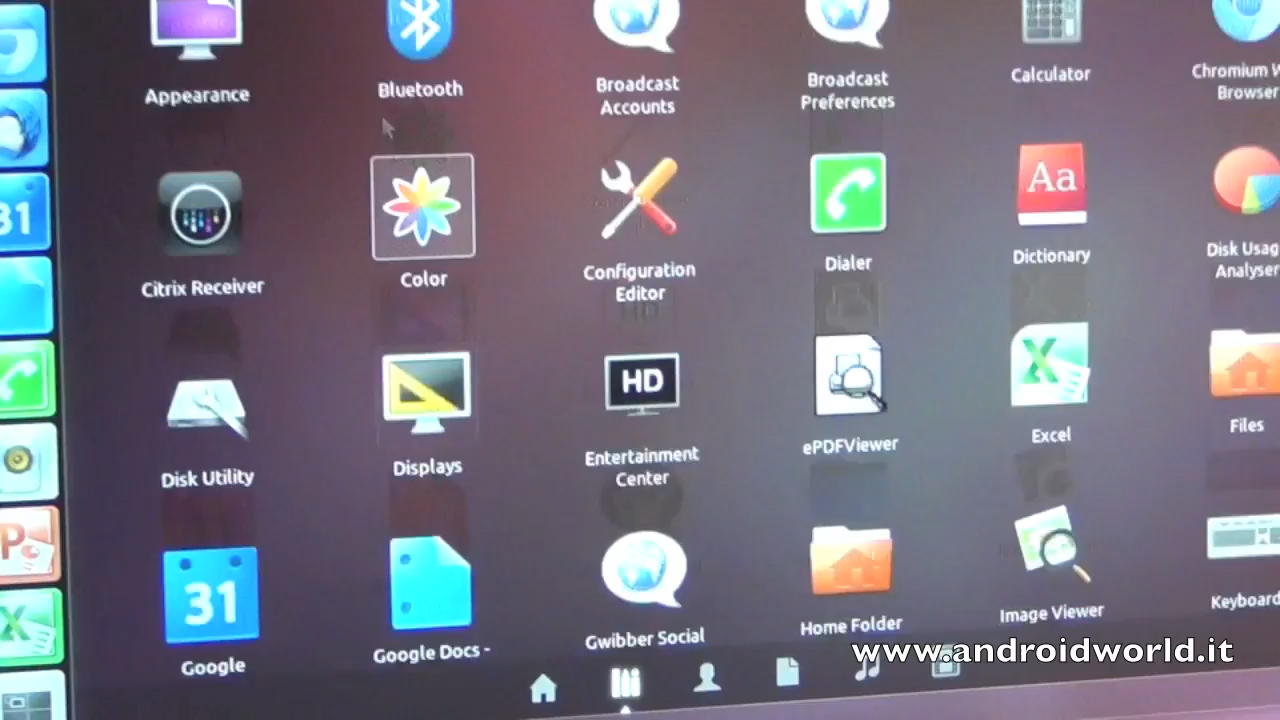 Appearance
Bluetooth
Broadcast
Accounts
Broadcast
Preferences
Calculator
Chromium W
Browser
31
Citrix Receiver
Color
Configuration
Editor
Dialer
Aa
Dictionary
Disk Usag
Analyser
Disk Utility
Displays
HD
Entertainment
Center
ePDFViewer
X
Excel
Files
P
X
31
Google
Google Docs -
Gwibber Social
Home Folder
Image Viewer
Keyboard
www.androidworld.it